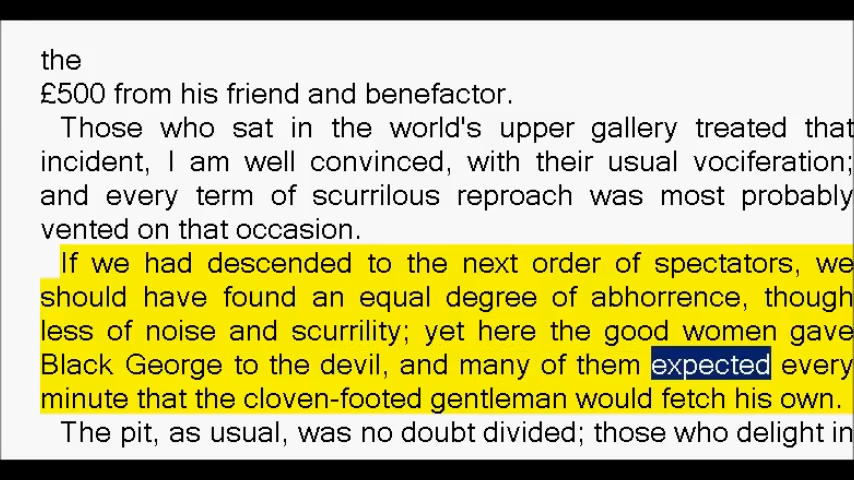 the
£500 from his friend and benefactor.
Those who sat in the world's upper gallery treated that
incident, I am well convinced, with their usual vociferation;
and every term of scurrilous reproach was most probably
vented on that occasion.
If we had descended to the next order of spectators, we
should have found an equal degree of abhorrence, though
less of noise and scurrility; yet here the good women gave
Black George to the devil, and many of them expected every
minute that the cloven-footed gentleman would fetch his own.
The pit, as usual, was no doubt divided; those who delight in